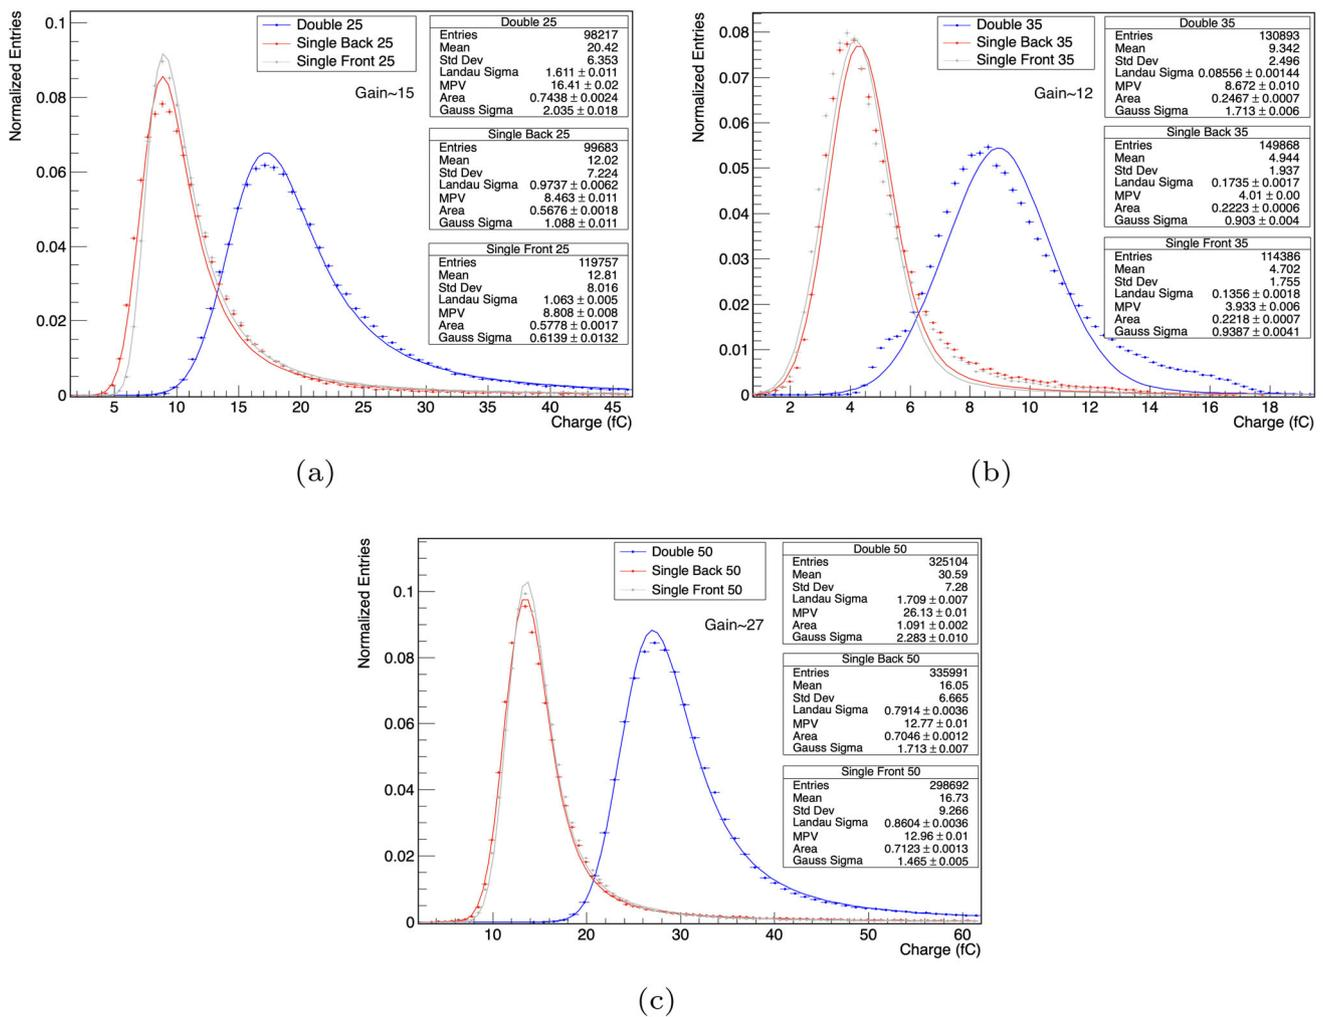 Normalized Entries
0.1
0.08
0.06
0.04
0.02
0
5 10 15 20 25 30 35 40 45
Charge (fC)
Double 25
Single Back 25
Single Front 25
Gain~15
Double 25
Entries 98217
Mean 20.42
Std Dev 6.353
Landau Sigma 1.611 ± 0.011
MPV 16.41 ± 0.02
Area 0.7438 ± 0.0024
Gauss Sigma 2.035 ± 0.018
Single Back 25
Entries 99683
Mean 12.02
Std Dev 7.224
Landau Sigma 0.9737 ± 0.0062
MPV 8.463 ± 0.011
Area 0.5676 ± 0.0018
Gauss Sigma 1.088 ± 0.011
Single Front 25
Entries 119757
Mean 12.81
Std Dev 8.016
Landau Sigma 1.063 ± 0.005
MPV 8.808 ± 0.008
Area 0.5778 ± 0.0017
Gauss Sigma 0.6139 ± 0.0132
(a)
Normalized Entries
0.08
0.07
0.06
0.05
0.04
0.03
0.02
0.01
0
2 4 6 8 10 12 14 16 18
Charge (fC)
Double 35
Single Back 35
Single Front 35
Gain~12
Double 35
Entries 130893
Mean 9.342
Std Dev 2.496
Landau Sigma 0.08556 ± 0.00144
MPV 8.672 ± 0.010
Area 0.2467 ± 0.0007
Gauss Sigma 1.713 ± 0.006
Single Back 35
Entries 149868
Mean 4.944
Std Dev 1.937
Landau Sigma 0.1735 ± 0.0017
MPV 4.01 ± 0.00
Area 0.2223 ± 0.0006
Gauss Sigma 0.903 ± 0.004
Single Front 35
Entries 114386
Mean 4.702
Std Dev 1.755
Landau Sigma 0.1356 ± 0.0018
MPV 3.933 ± 0.006
Area 0.2218 ± 0.0007
Gauss Sigma 0.9387 ± 0.0041
(b)
Normalized Entries
0.1
0.08
0.06
0.04
0.02
0
10 20 30 40 50 60
Charge (fC)
Double 50
Single Back 50
Single Front 50
Gain~27
Double 50
Entries 325104
Mean 30.59
Std Dev 7.28
Landau Sigma 1.709 ± 0.007
MPV 26.13 ± 0.01
Area 1.091 ± 0.002
Gauss Sigma 2.283 ± 0.010
Single Back 50
Entries 335991
Mean 16.05
Std Dev 6.665
Landau Sigma 0.7914 ± 0.0036
MPV 12.77 ± 0.01
Area 0.7046 ± 0.0012
Gauss Sigma 1.713 ± 0.007
Single Front 50
Entries 298692
Mean 16.73
Std Dev 9.266
Landau Sigma 0.8604 ± 0.0036
MPV 12.96 ± 0.01
Area 0.7123 ± 0.0013
Gauss Sigma 1.465 ± 0.005
(c)